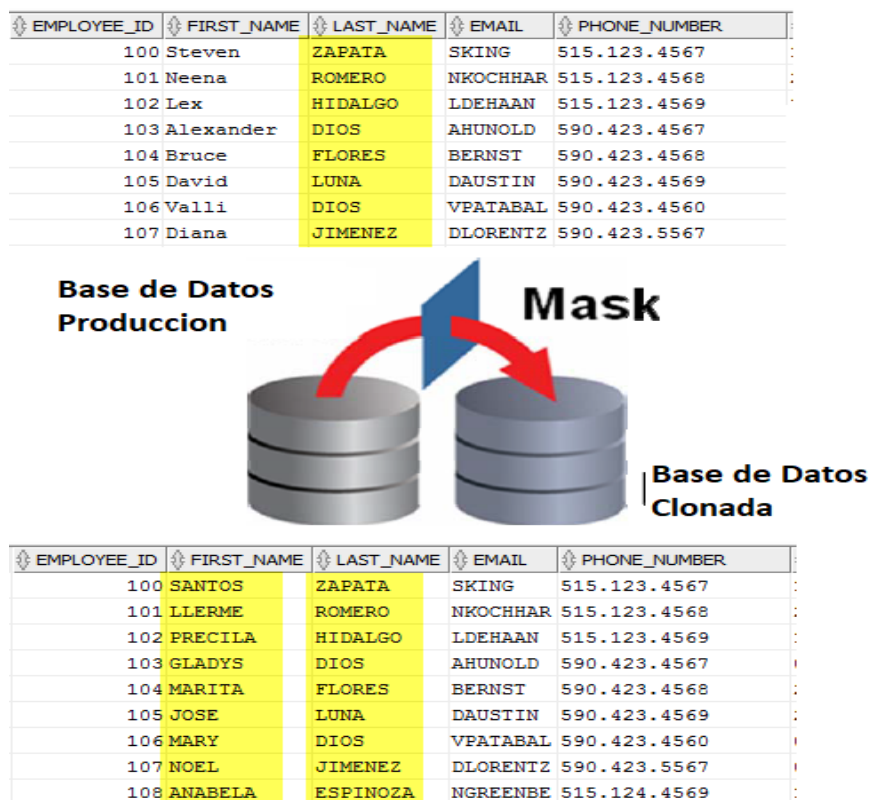 EMPLOYEE_ID FIRST_NAME LAST_NAME EMAIL PHONE_NUMBER
100 Steven ZAPATA SKING 515.123.4567
101 Neena ROMERO NKOCHHAR 515.123.4568
102 Lex HIDALGO LDEHAAN 515.123.4569
103 Alexander DIOS AHUNOLD 590.423.4567
104 Bruce FLORES BERNST 590.423.4568
105 David LUNA DAUSTIN 590.423.4569
106 Valli DIOS VPATABAL 590.423.4560
107 Diana JIMENEZ DLORENTZ 590.423.5567
Base de Datos
Produccion
Mask
Base de Datos
Clonada
EMPLOYEE_ID FIRST_NAME LAST_NAME EMAIL PHONE_NUMBER
100 SANTOS ZAPATA SKING 515.123.4567
101 LLERME ROMERO NKOCHHAR 515.123.4568
102 PRECILA HIDALGO LDEHAAN 515.123.4569
103 GLADYS DIOS AHUNOLD 590.423.4567
104 MARITA FLORES BERNST 590.423.4568
105 JOSE LUNA DAUSTIN 590.423.4569
106 MARY DIOS VPATABAL 590.423.4560
107 NOEL JIMENEZ DLORENTZ 590.423.5567
108 ANABELA ESPINOZA NGREENBE 515.124.4569